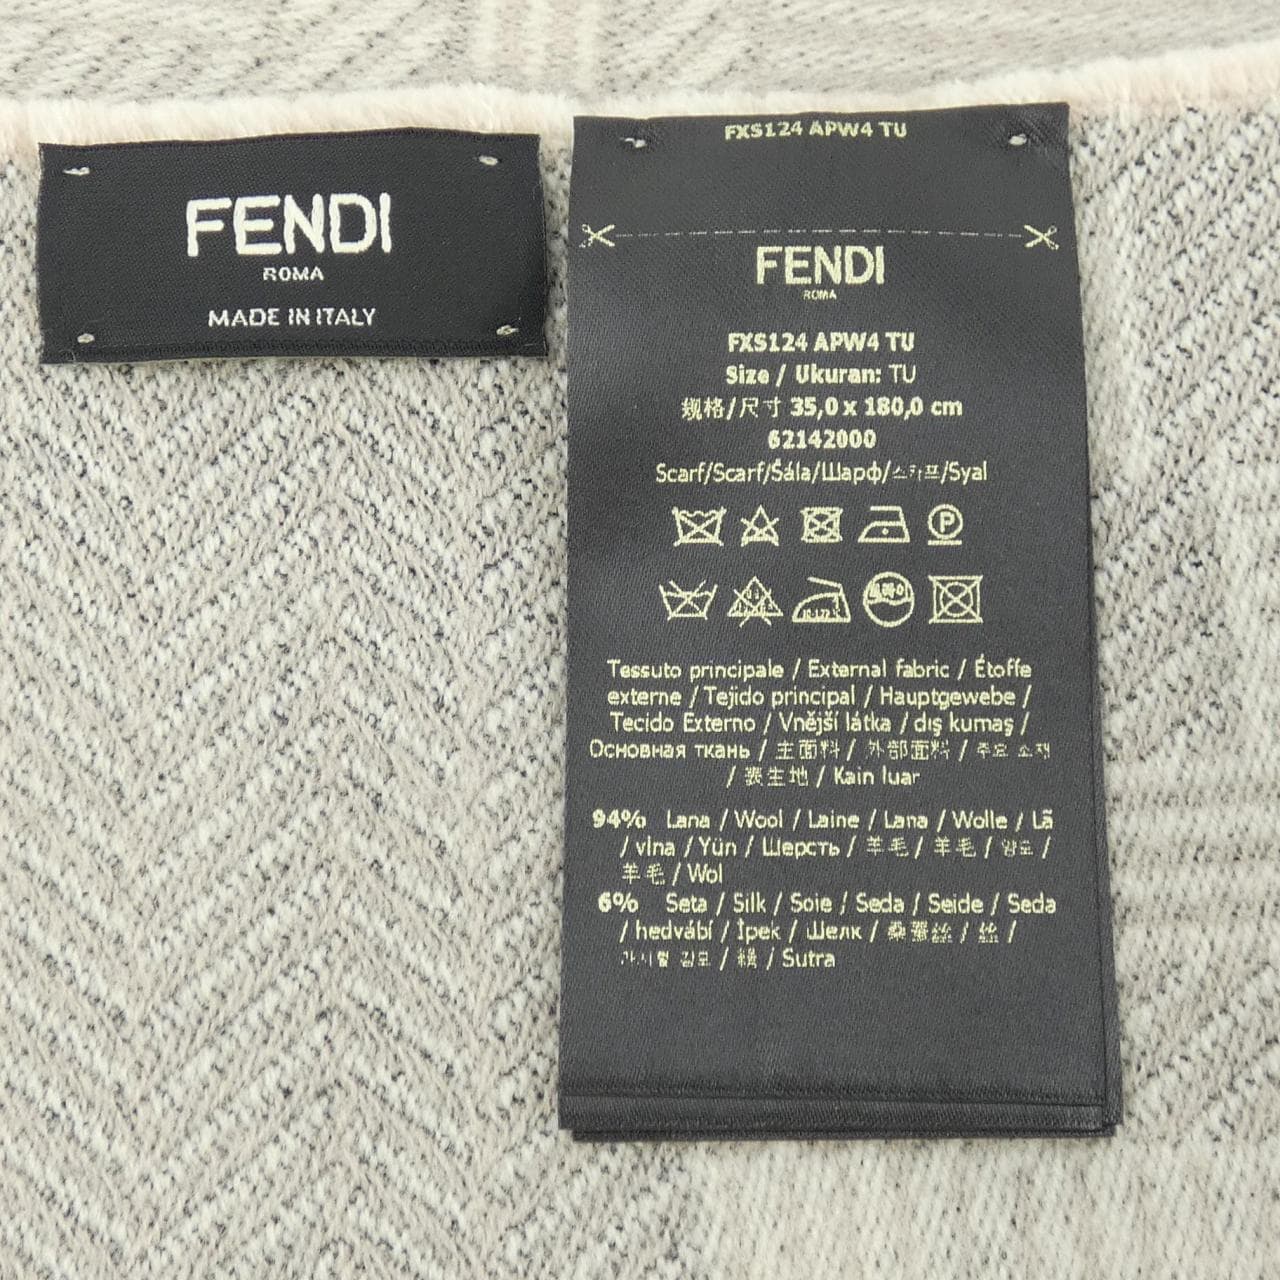 FENDI
ROMA
MADE IN ITALY
FXS124 APW4 TU
FENDI
ROMA
FXS124 APW4 TU
Size / Ukuran: TU
规格/尺寸 35,0 x 180,0 cm
62142000
Scarf/Scarf/Šála/Шарф/스카프/Syal
P
드라이
Tessuto principale / External fabric / Étoffe
externe / Tejido principal / Hauptgewebe /
Tecido Externo / Vnější látka / dış kumaş /
Основная ткань / 主面料 / 外部面料 / 주요 소재
/ 表生地 / Kain luar
94% Lana / Wool / Laine / Lana / Wolle / Lã
/ vlna / Yün / Шерсть / 羊毛 / 羊毛 / 양모 /
羊毛 / Wol
6% Seta / Silk / Soie / Seda / Seide / Seda
/ hedvábí / İpek / Шелк / 桑蠶絲 / 丝 /
/ Sutra